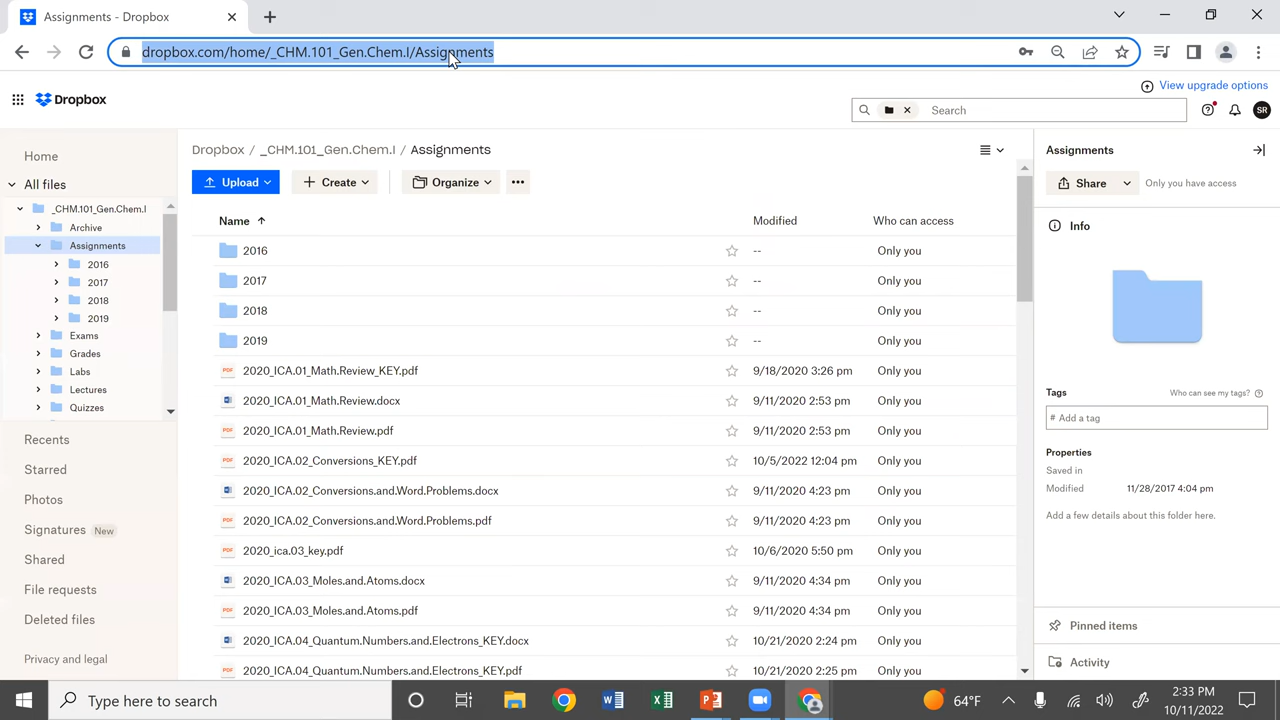 Assignments - Dropbox
dropbox.com/home/_CHM.101_Gen.Chem.I/Assignments
Dropbox
View upgrade options
Search
SR
Home
All files
_CHM.101_Gen.Chem.I
Archive
Assignments
2016
2017
2018
2019
Exams
Grades
Labs
Lectures
Quizzes
Recents
Starred
Photos
Signatures New
Shared
File requests
Deleted files
Privacy and legal
Dropbox / _CHM.101_Gen.Chem.I / Assignments
Upload Create Organize
Name Modified Who can access
2016 -- Only you
2017 -- Only you
2018 -- Only you
2019 -- Only you
PDF 2020_ICA.01_Math.Review_KEY.pdf 9/18/2020 3:26 pm Only you
2020_ICA.01_Math.Review.docx 9/11/2020 2:53 pm Only you
PDF 2020_ICA.01_Math.Review.pdf 9/11/2020 2:53 pm Only you
PDF 2020_ICA.02_Conversions_KEY.pdf 10/5/2022 12:04 pm Only you
2020_ICA.02_Conversions.and.Word.Problems.docx 9/11/2020 4:23 pm Only you
PDF 2020_ICA.02_Conversions.and.Word.Problems.pdf 9/11/2020 4:23 pm Only you
PDF 2020_ica.03_key.pdf 10/6/2020 5:50 pm Only you
2020_ICA.03_Moles.and.Atoms.docx 9/11/2020 4:34 pm Only you
PDF 2020_ICA.03_Moles.and.Atoms.pdf 9/11/2020 4:34 pm Only you
2020_ICA.04_Quantum.Numbers.and.Electrons_KEY.docx 10/21/2020 2:24 pm Only you
PDF 2020_ICA.04_Quantum.Numbers.and.Electrons_KEY.pdf 10/21/2020 2:25 pm Only you
Assignments
Share Only you have access
Info
Tags Who can see my tags?
# Add a tag
Properties
Saved in
Modified 11/28/2017 4:04 pm
Add a few details about this folder here.
Pinned items
Activity
Type here to search
64°F
2:33 PM
10/11/2022